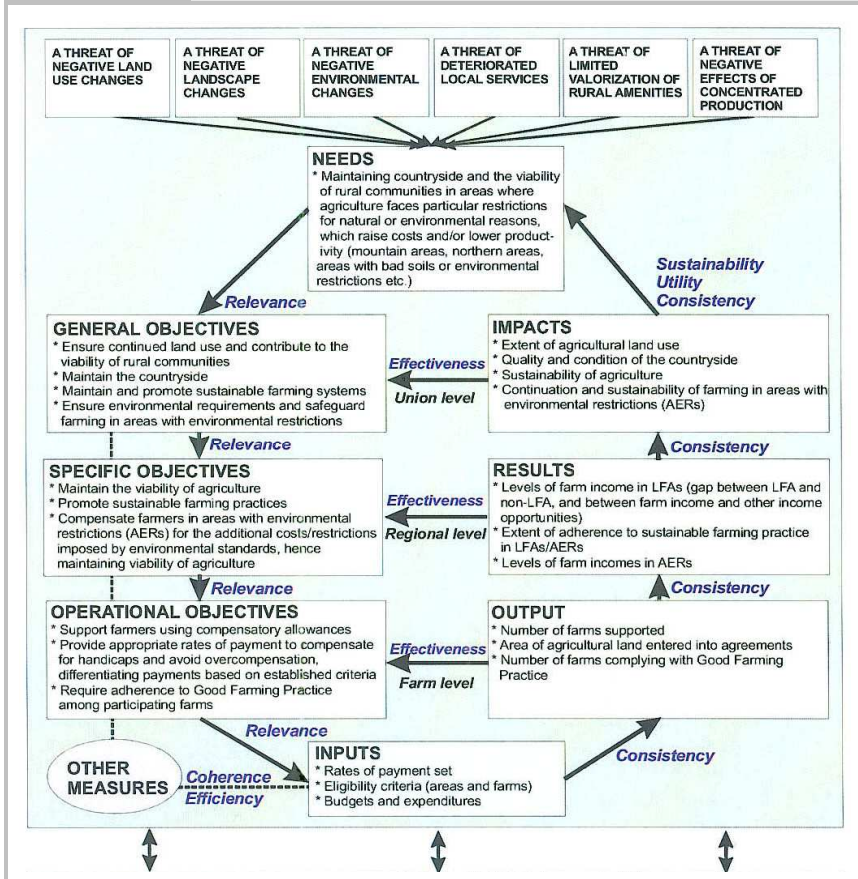 A THREAT OF
NEGATIVE LAND
USE CHANGES
A THREAT OF
NEGATIVE
LANDSCAPE
CHANGES
A THREAT OF
NEGATIVE
ENVIRONMENTAL
CHANGES
A THREAT OF
DETERIORATED
LOCAL SERVICES
A THREAT OF
LIMITED
VALORIZATION OF
RURAL AMENITIES
A THREAT OF
NEGATIVE
EFFECTS OF
CONCENTRATED
PRODUCTION
NEEDS
* Maintaining countryside and the viability
of rural communities in areas where
agriculture faces particular restrictions
for natural or environmental reasons,
which raise costs and/or lower product-
ivity (mountain areas, northern areas,
areas with bad soils or environmental
restrictions etc.)
Relevance
Sustainability
Utility
Consistency
GENERAL OBJECTIVES
* Ensure continued land use and contribute to the
viability of rural communities
* Maintain the countryside
* Maintain and promote sustainable farming systems
* Ensure environmental requirements and safeguard
farming in areas with environmental restrictions
Effectiveness
Union level
IMPACTS
* Extent of agricultural land use
* Quality and condition of the countryside
* Sustainability of agriculture
* Continuation and sustainability of farming in areas with
environmental restrictions (AERs)
Relevance
Consistency
SPECIFIC OBJECTIVES
* Maintain the viability of agriculture
* Promote sustainable farming practices
* Compensate farmers in areas with environmental
restrictions (AERs) for the additional costs/restrictions
imposed by environmental standards, hence
maintaining viability of agriculture
Effectiveness
Regional level
RESULTS
* Levels of farm income in LFAs (gap between LFA and
non-LFA, and between farm income and other income
opportunities)
* Extent of adherence to sustainable farming practice
in LFAs/AERs
* Levels of farm incomes in AERs
Relevance
Consistency
OPERATIONAL OBJECTIVES
* Support farmers using compensatory allowances
* Provide appropriate rates of payment to compensate
for handicaps and avoid overcompensation,
differentiating payments based on established criteria
* Require adherence to Good Farming Practice
among participating farms
Effectiveness
Farm level
OUTPUT
* Number of farms supported
* Area of agricultural land entered into agreements
* Number of farms complying with Good Farming
Practice
Relevance
Consistency
OTHER
MEASURES
Coherence
Efficiency
INPUTS
* Rates of payment set
* Eligibility criteria (areas and farms)
* Budgets and expenditures